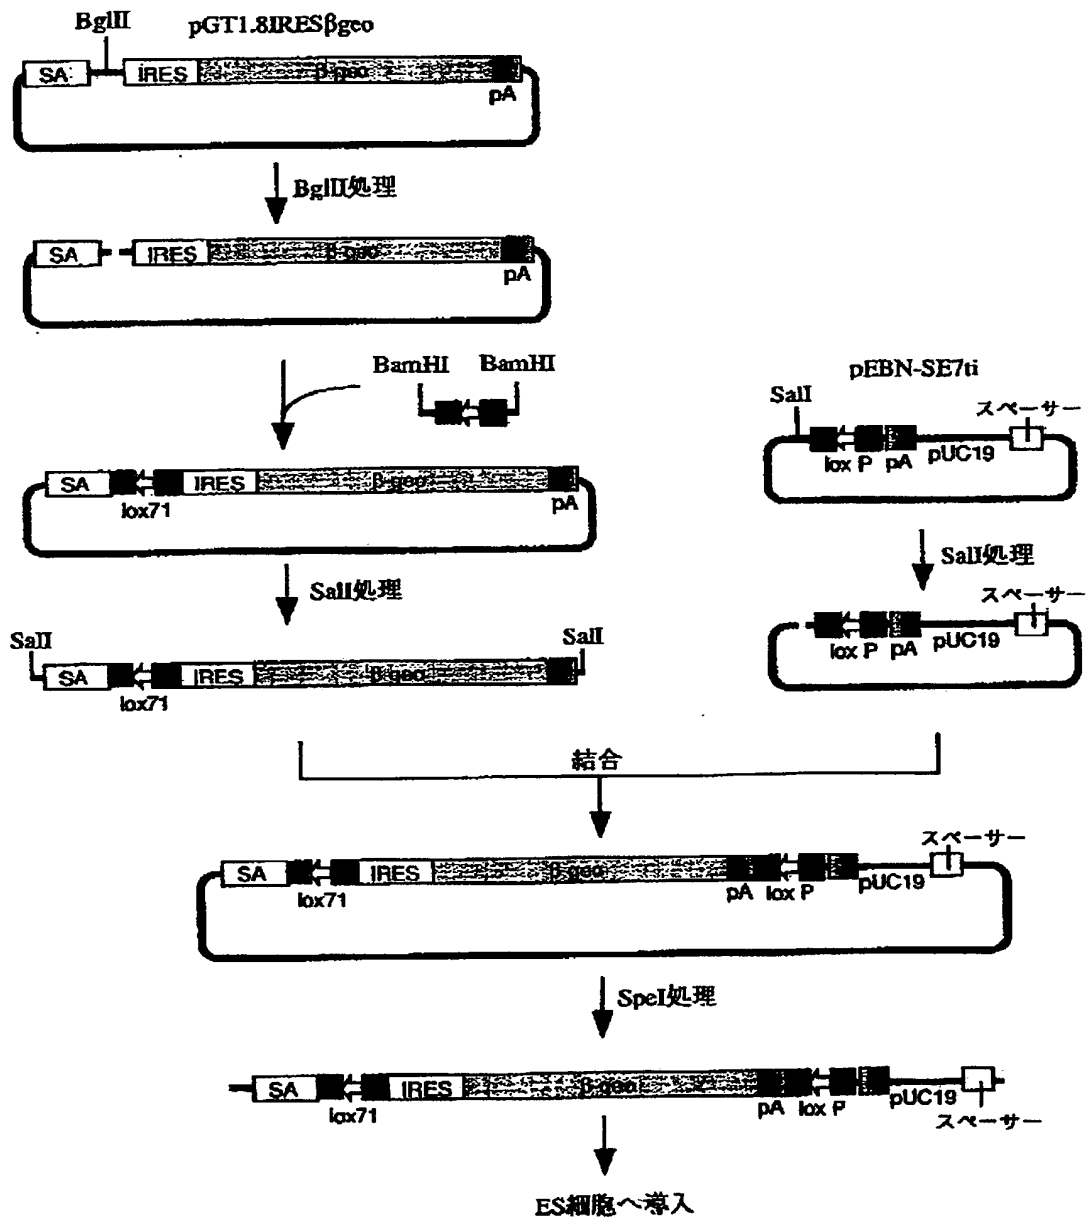 BglII pGT1.8IRESβgeo
SA IRES β-geo
pA
BglII処理
SA IRES β-geo
pA
BamHI BamHI
SA IRES β-geo
lox71 pA
SalI処理
SalI SalI
SA IRES β-geo
lox71
pEBN-SE7ti
SalI スペーサー
lox P pA pUC19
SalI処理
スペーサー
lox P pA pUC19
結合
スペーサー
SA IRES β-geo
lox71 pA lox P pUC19
SpeI処理
SA IRES β-geo
lox71 pA lox P pUC19
スペーサー
ES細胞へ導入